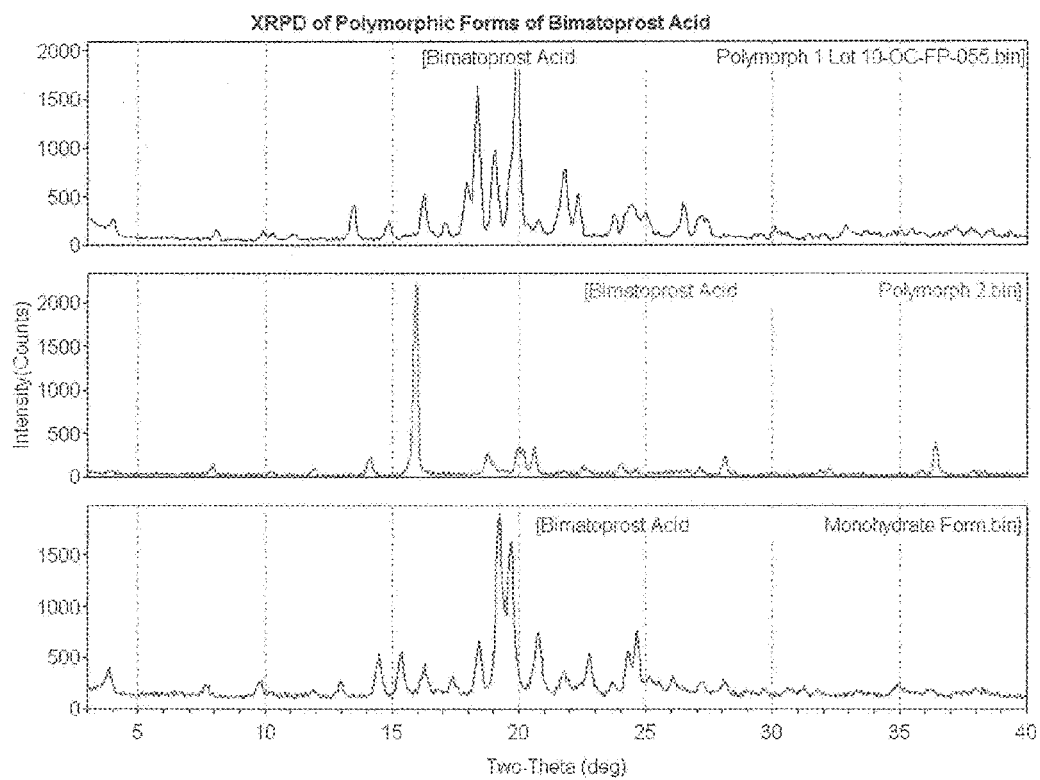 XRPD of Polymorphic Forms of Bimatoprost Acid
2000
[Bimatoprost Acid Polymorph 1 Lot 10-OC-FP-055.bin]
1500
1000
500
0
Intensity(Counts)
[Bimatoprost Acid Polymorph 2.bin]
2000
1500
1000
500
0
[Bimatoprost Acid Monohydrate Form.bin]
1500
1000
500
0
5 10 15 20 25 30 35 40
Two-Theta (deg)